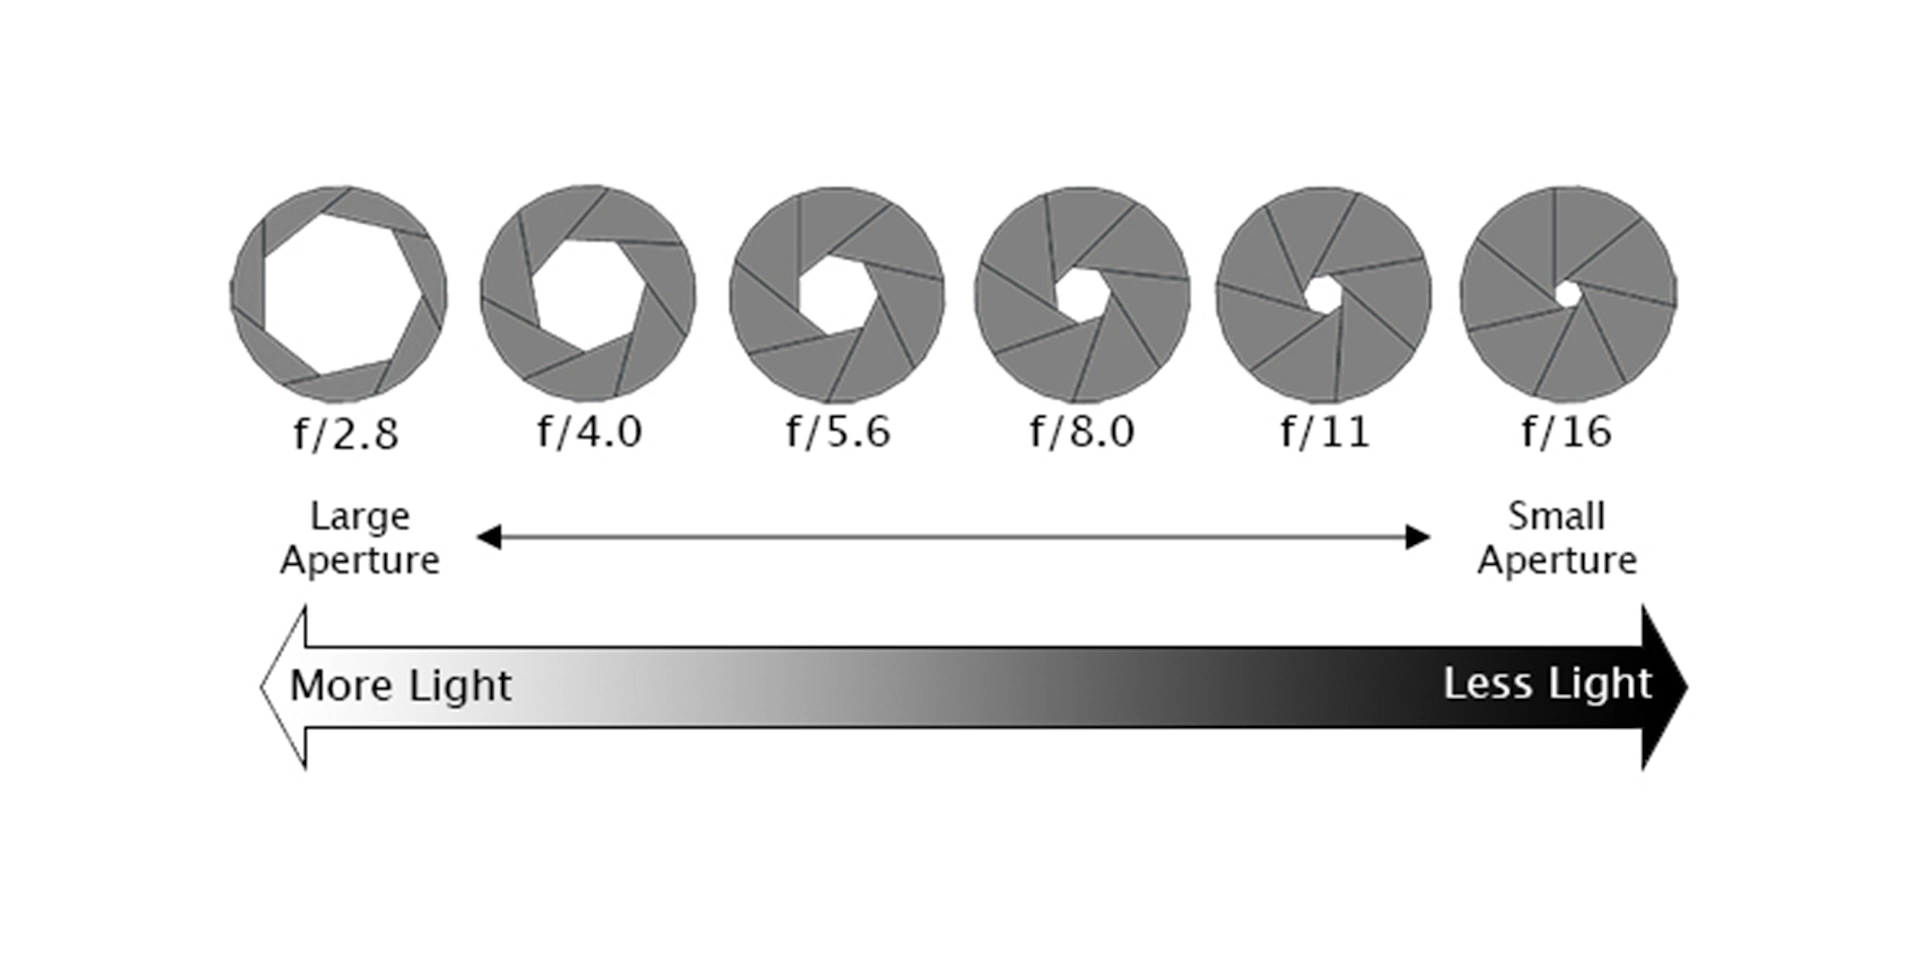 f/2.8 f/4.0 f/5.6 f/8.0 f/11 f/16
Large
Aperture
Small
Aperture
More Light
Less Light